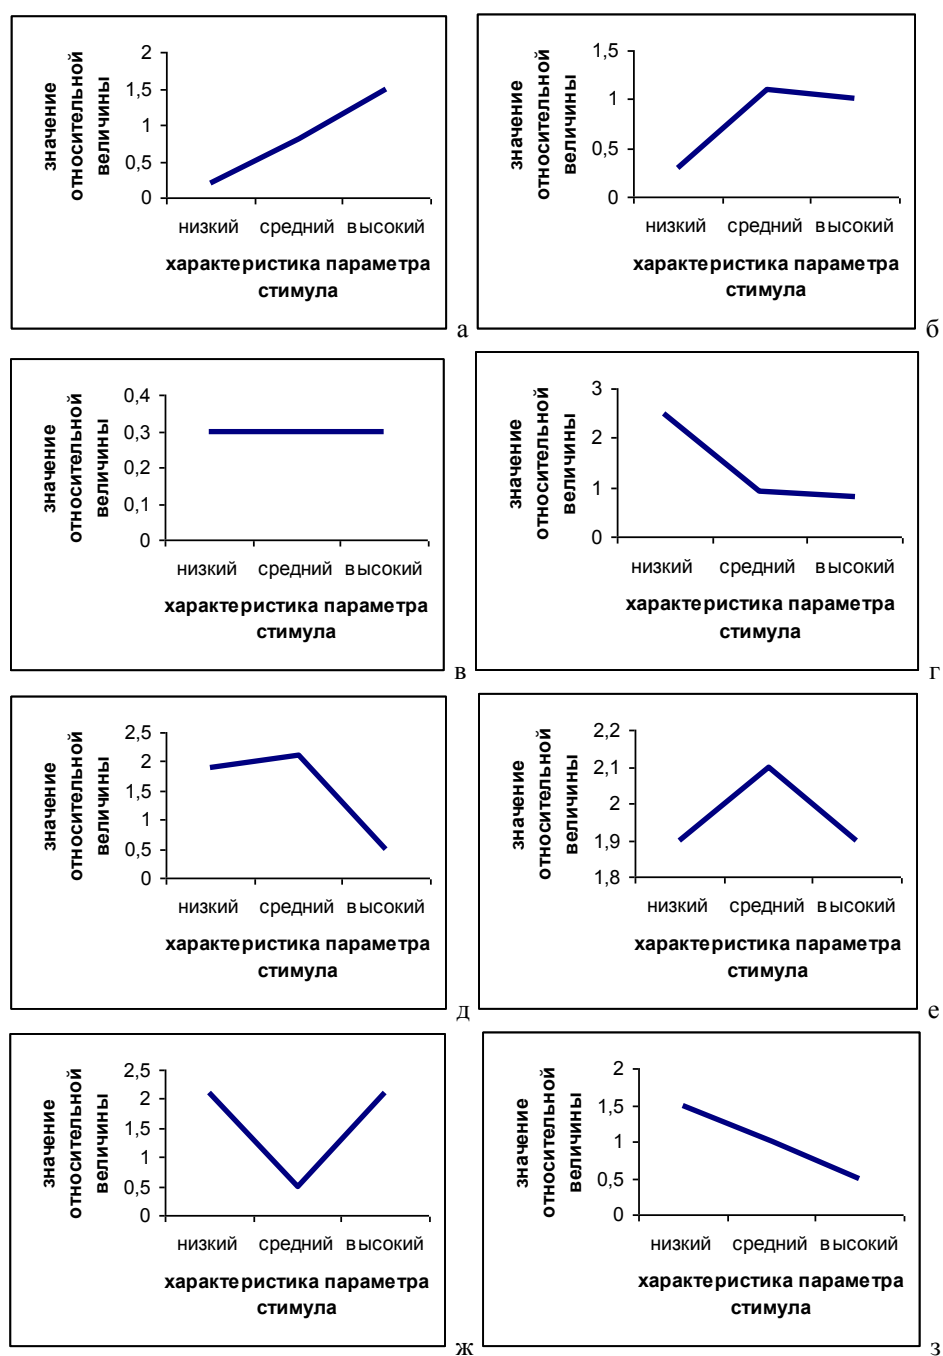 значение
относительной
величины
2
1,5
1
0,5
0
низкий средний высокий
характеристика параметра
стимула
а
значение
относительной
величины
1,5
1
0,5
0
низкий средний высокий
характеристика параметра
стимула
б
значение
относительной
величины
0,4
0,3
0,2
0,1
0
низкий средний высокий
характеристика параметра
стимула
в
значение
относительной
величины
3
2
1
0
низкий средний высокий
характеристика параметра
стимула
г
значение
относительной
величины
2,5
2
1,5
1
0,5
0
низкий средний высокий
характеристика параметра
стимула
д
значение
относительной
величины
2,2
2,1
2
1,9
1,8
низкий средний высокий
характеристика параметра
стимула
е
значение
относительной
величины
2,5
2
1,5
1
0,5
0
низкий средний высокий
характеристика параметра
стимула
ж
значение
относительной
величины
2
1,5
1
0,5
0
низкий средний высокий
характеристика параметра
стимула
з